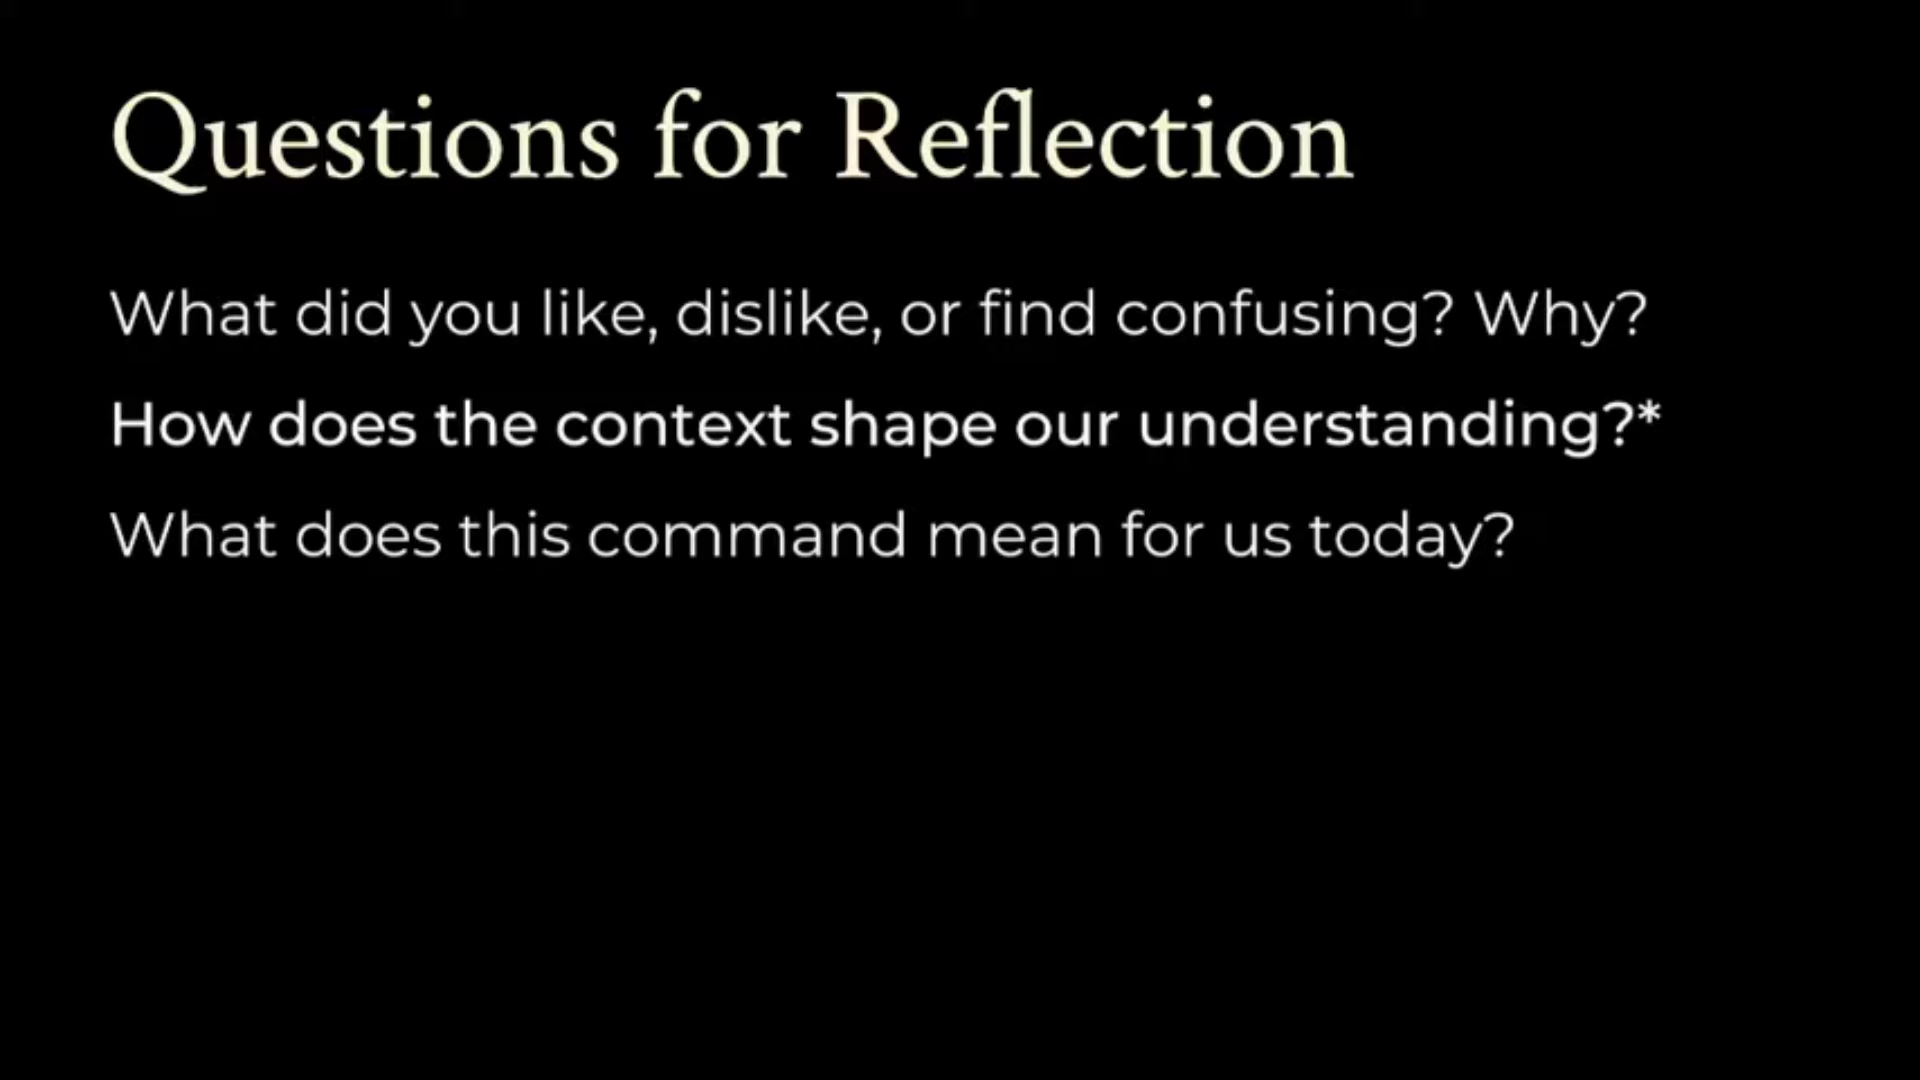 Questions for Reflection
What did you like, dislike, or find confusing? Why?
How does the context shape our understanding?*
What does this command mean for us today?